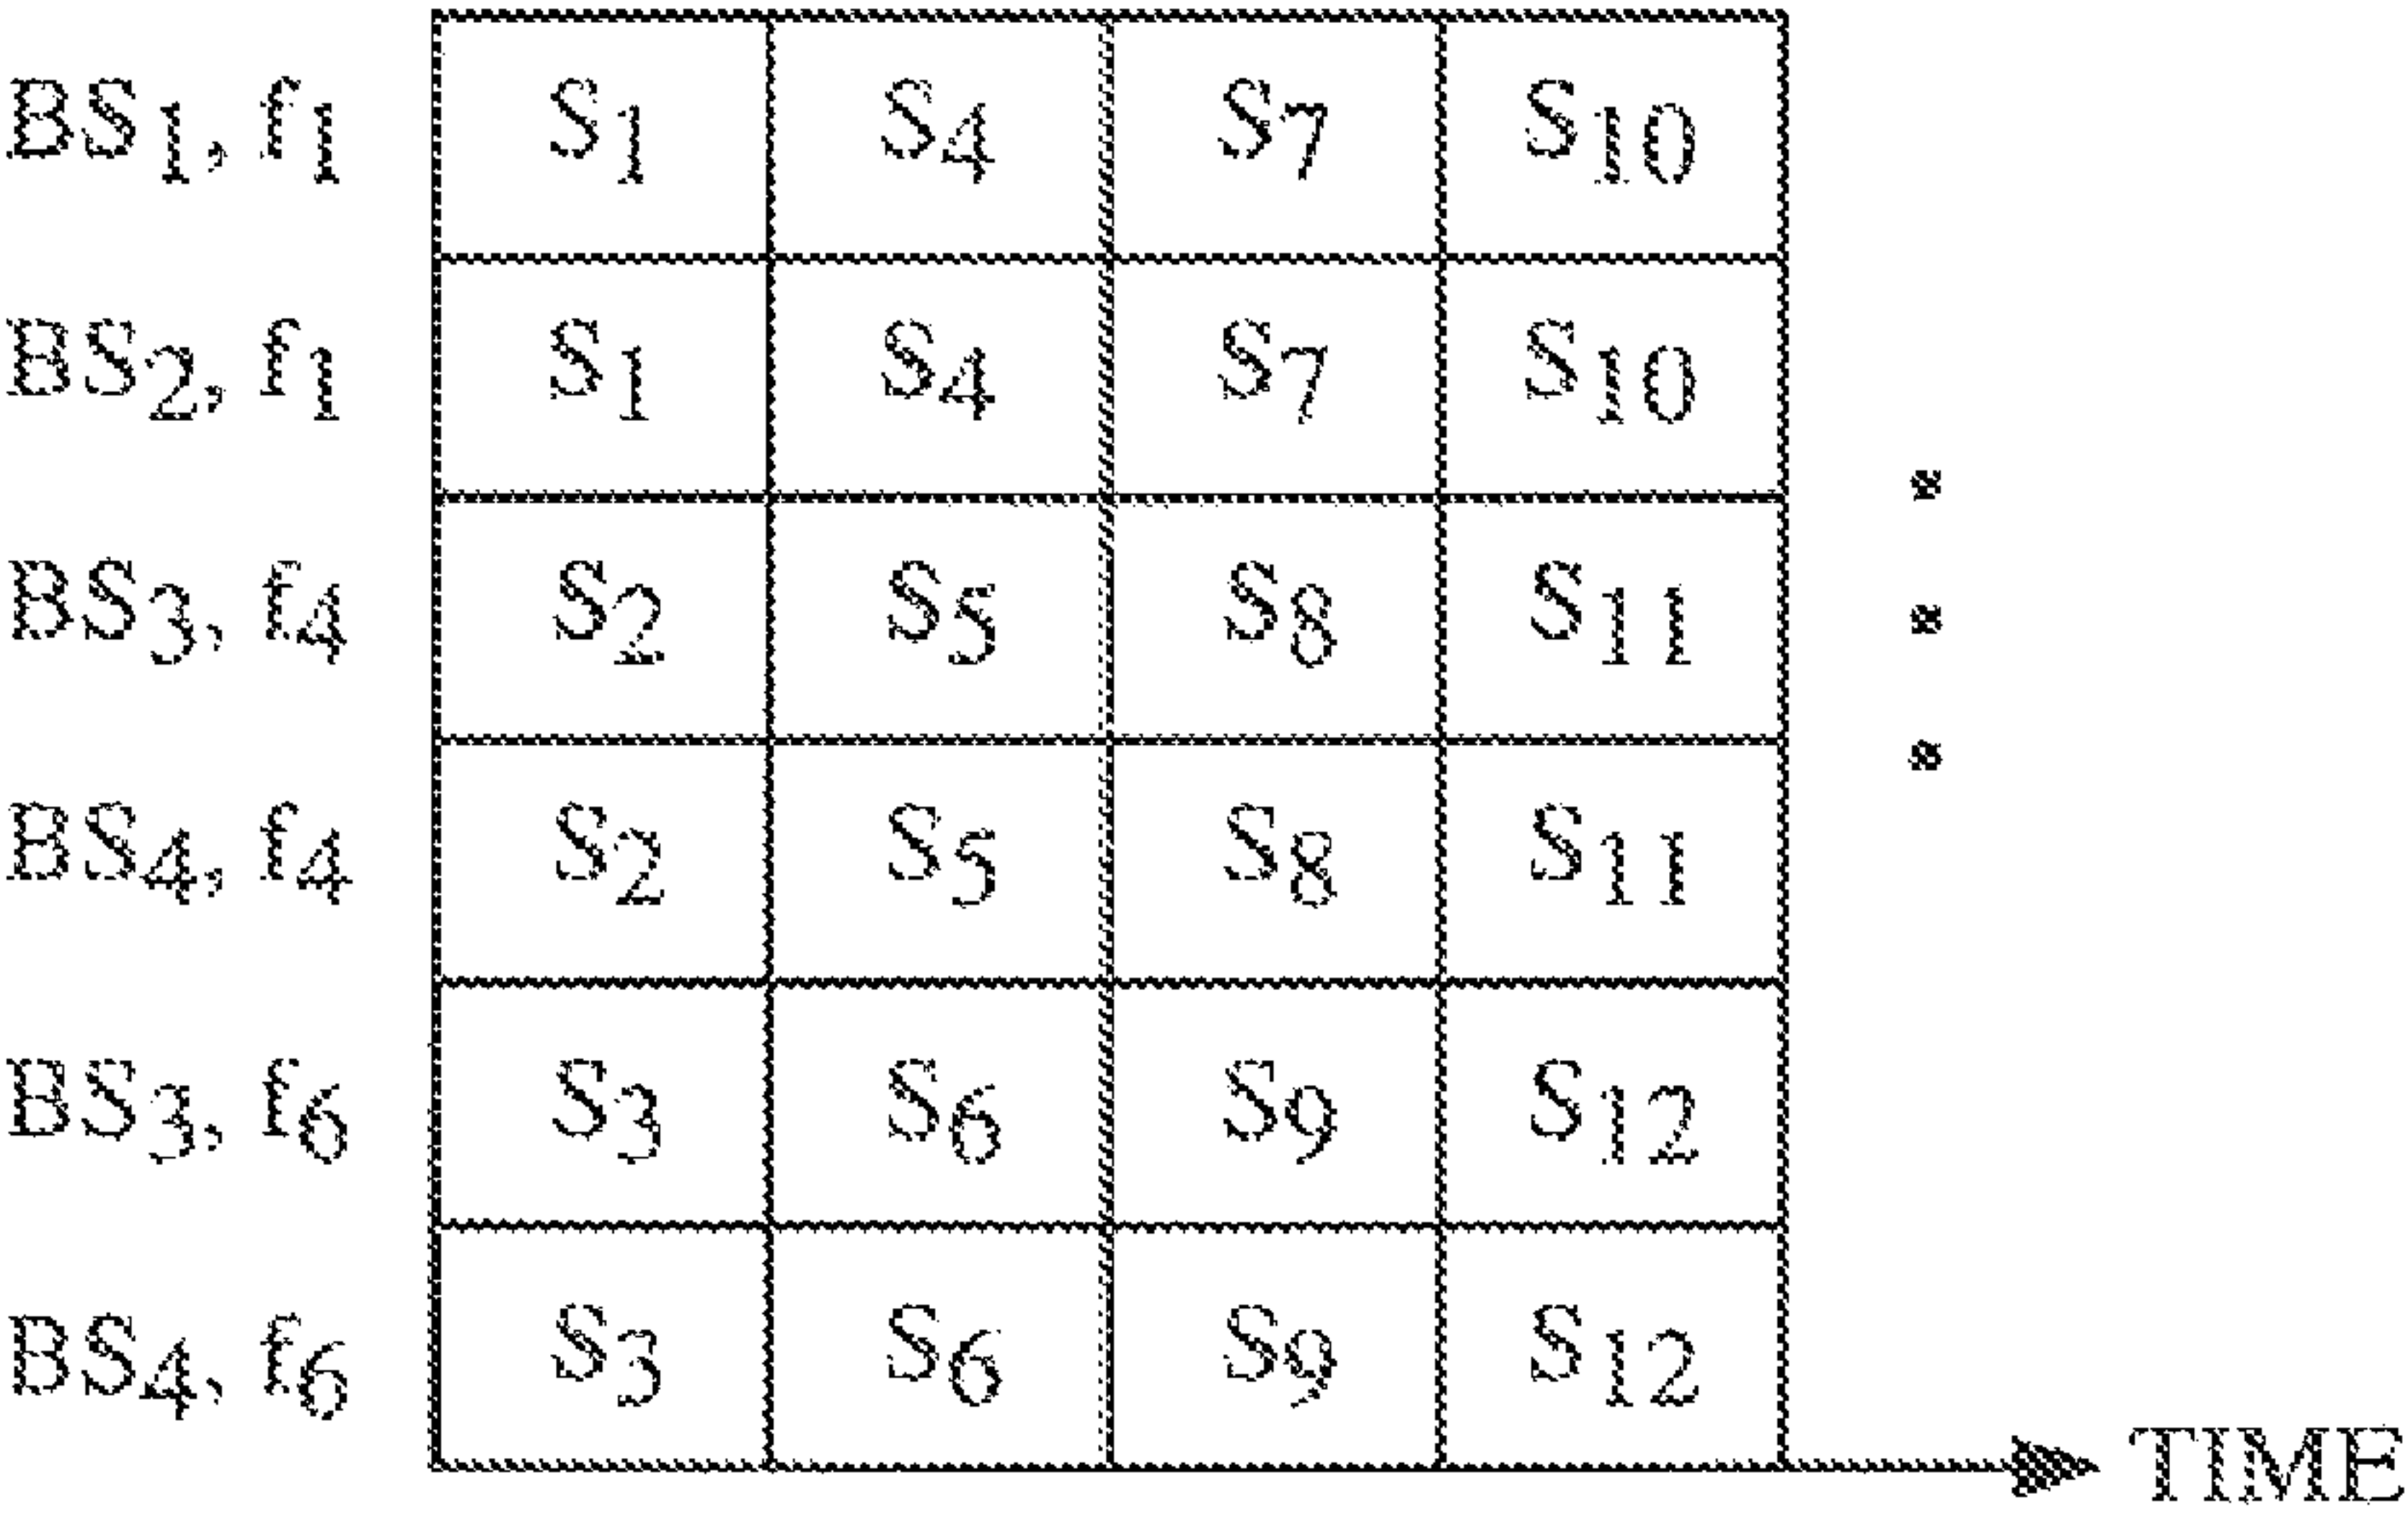 BS₁, f₁ S₁ S₄ S₇ S₁₀
BS₂, f₁ S₁ S₄ S₇ S₁₀
BS₃, f₄ S₂ S₅ S₈ S₁₁
BS₄, f₄ S₂ S₅ S₈ S₁₁
BS₃, f₆ S₃ S₆ S₉ S₁₂
BS₄, f₆ S₃ S₆ S₉ S₁₂
TIME